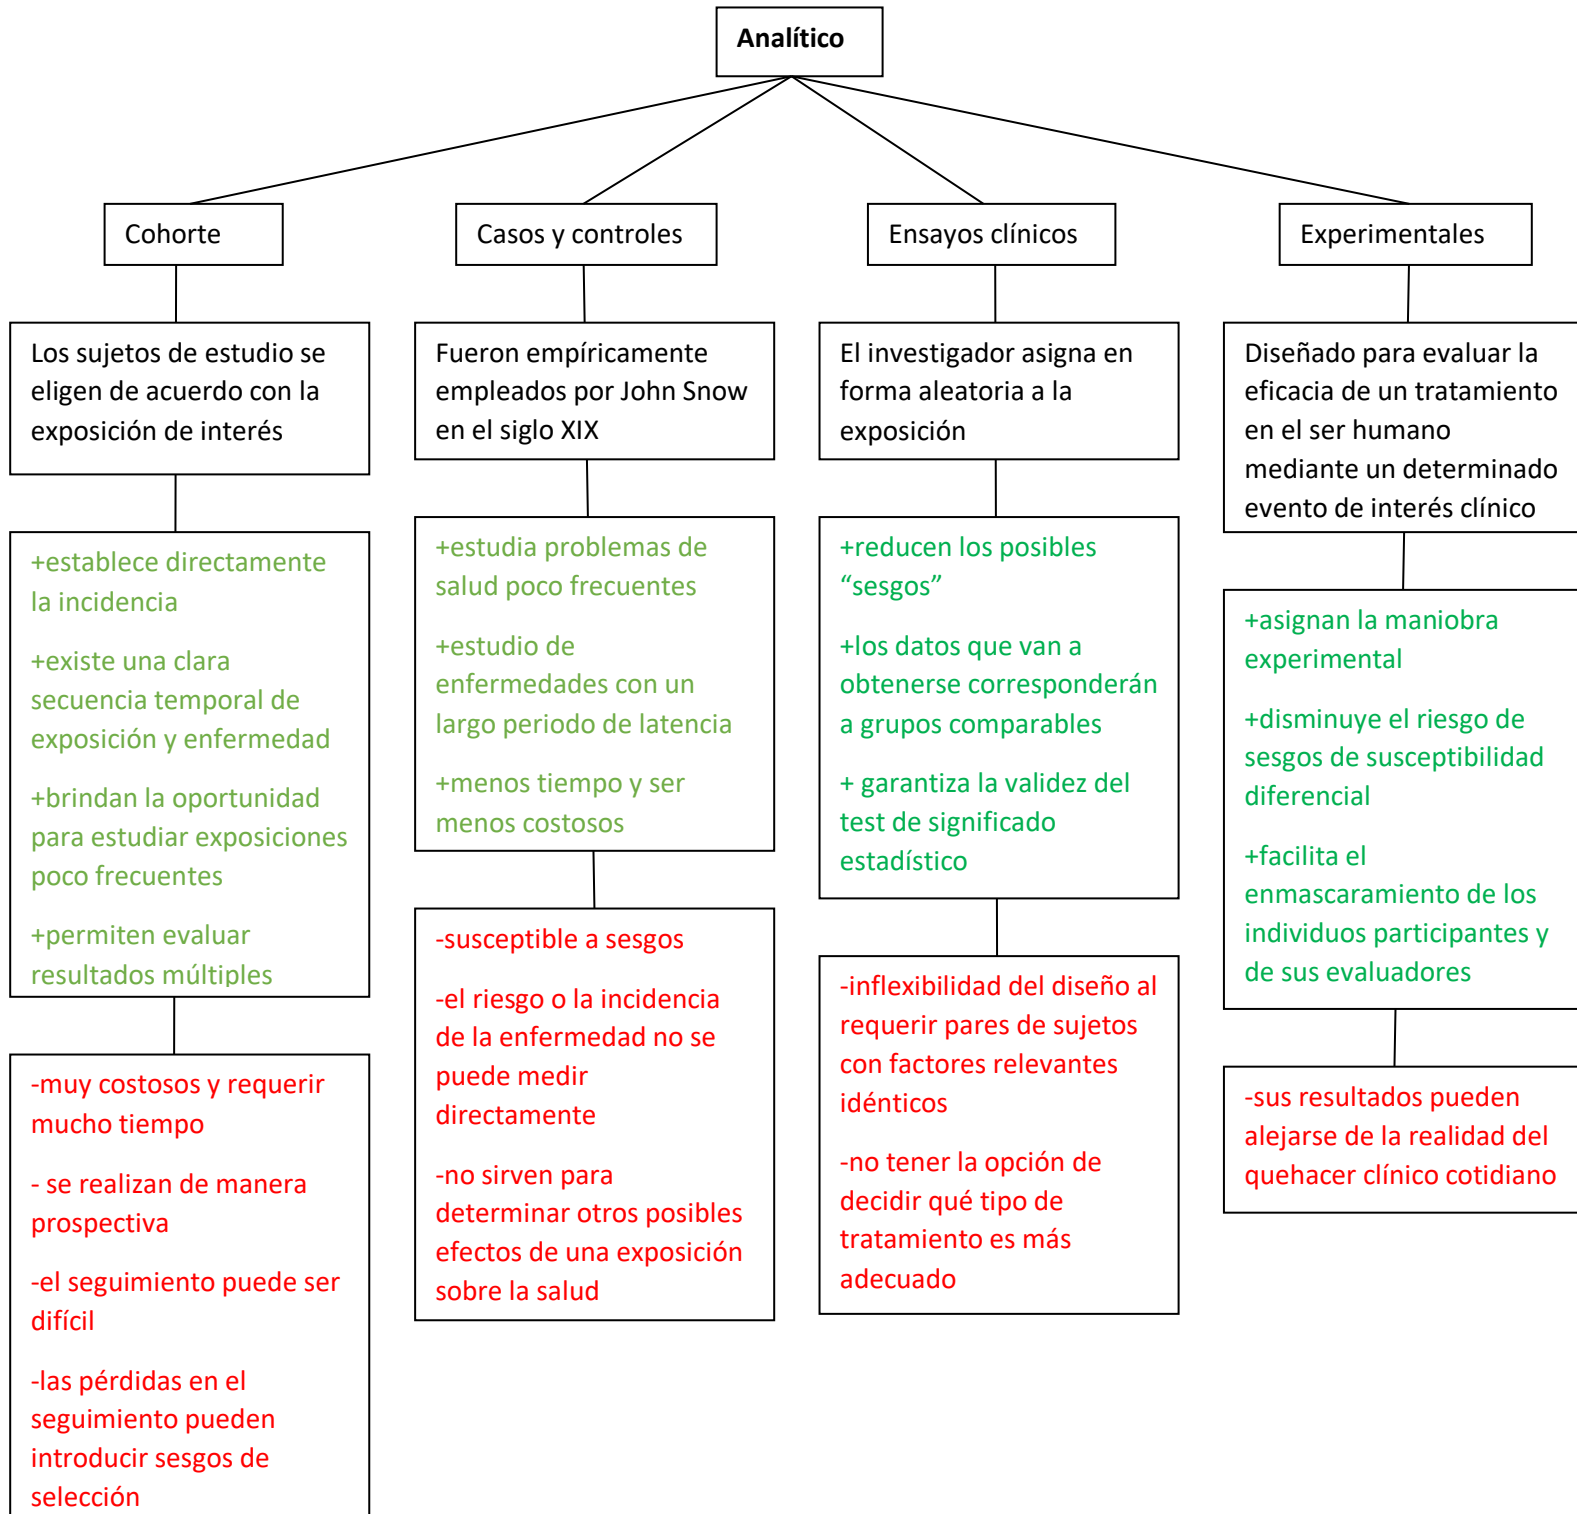 Analítico
Cohorte
Casos y controles
Ensayos clínicos
Experimentales
Los sujetos de estudio se
eligen de acuerdo con la
exposición de interés
Fueron empíricamente
empleados por John Snow
en el siglo XIX
El investigador asigna en
forma aleatoria a la
exposición
Diseñado para evaluar la
eficacia de un tratamiento
en el ser humano
mediante un determinado
evento de interés clínico
+establece directamente
la incidencia
+existe una clara
secuencia temporal de
exposición y enfermedad
+brindan la oportunidad
para estudiar exposiciones
poco frecuentes
+permiten evaluar
resultados múltiples
+estudia problemas de
salud poco frecuentes
+estudio de
enfermedades con un
largo periodo de latencia
+menos tiempo y ser
menos costosos
+reducen los posibles
“sesgos”
+los datos que van a
obtenerse corresponderán
a grupos comparables
+ garantiza la validez del
test de significado
estadístico
+asignan la maniobra
experimental
+disminuye el riesgo de
sesgos de susceptibilidad
diferencial
+facilita el
enmascaramiento de los
individuos participantes y
de sus evaluadores
-muy costosos y requerir
mucho tiempo
- se realizan de manera
prospectiva
-el seguimiento puede ser
difícil
-las pérdidas en el
seguimiento pueden
introducir sesgos de
selección
-susceptible a sesgos
-el riesgo o la incidencia
de la enfermedad no se
puede medir
directamente
-no sirven para
determinar otros posibles
efectos de una exposición
sobre la salud
-inflexibilidad del diseño al
requerir pares de sujetos
con factores relevantes
idénticos
-no tener la opción de
decidir qué tipo de
tratamiento es más
adecuado
-sus resultados pueden
alejarse de la realidad del
quehacer clínico cotidiano